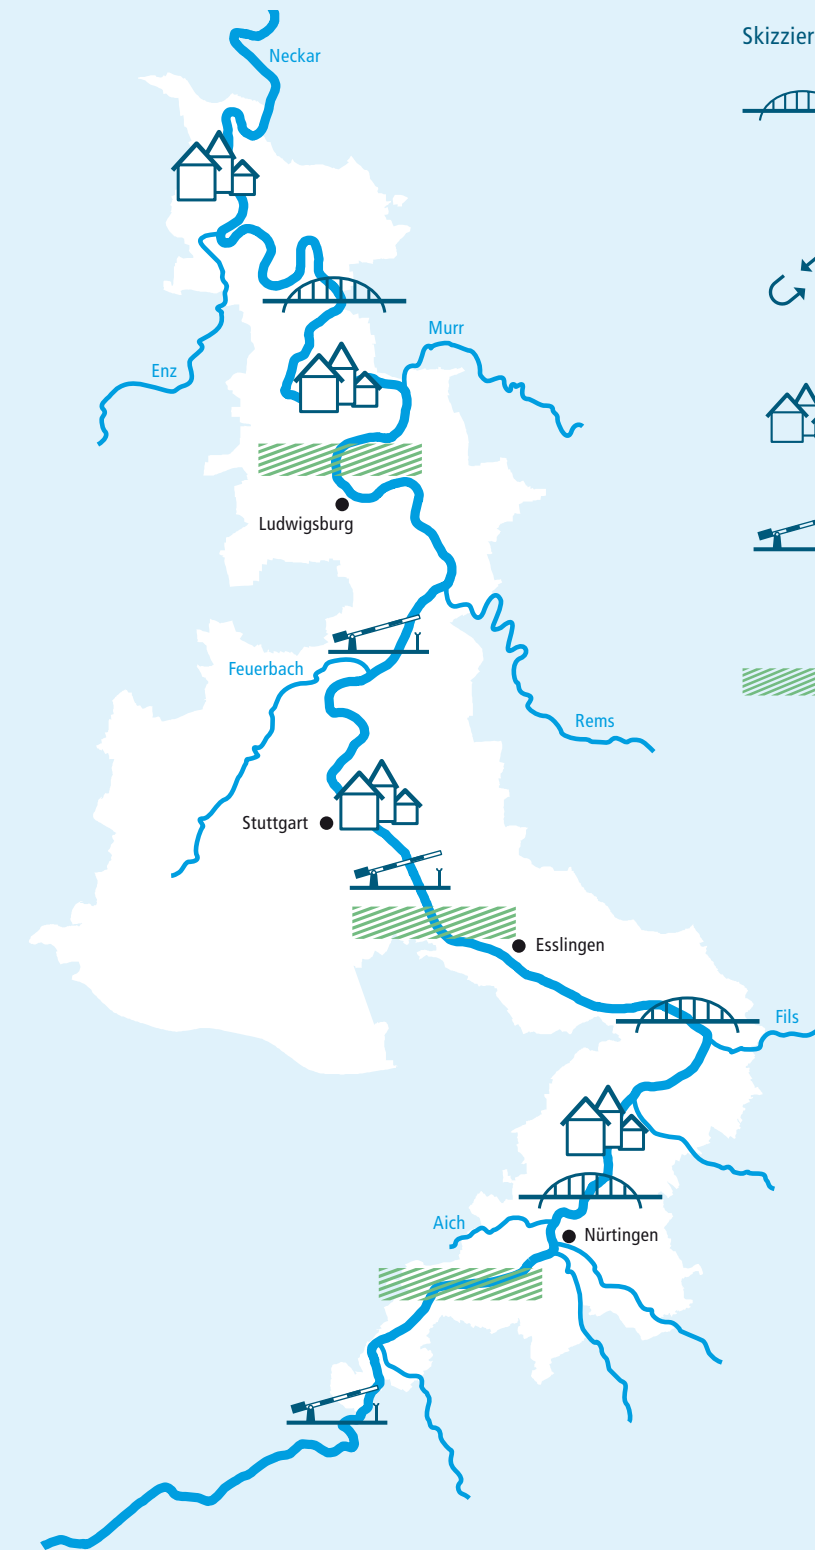 Neckar
Skizzier
Murr
Enz
Ludwigsburg
Feuerbach
Rems
Stuttgart
Esslingen
Fils
Aich
Nürtingen